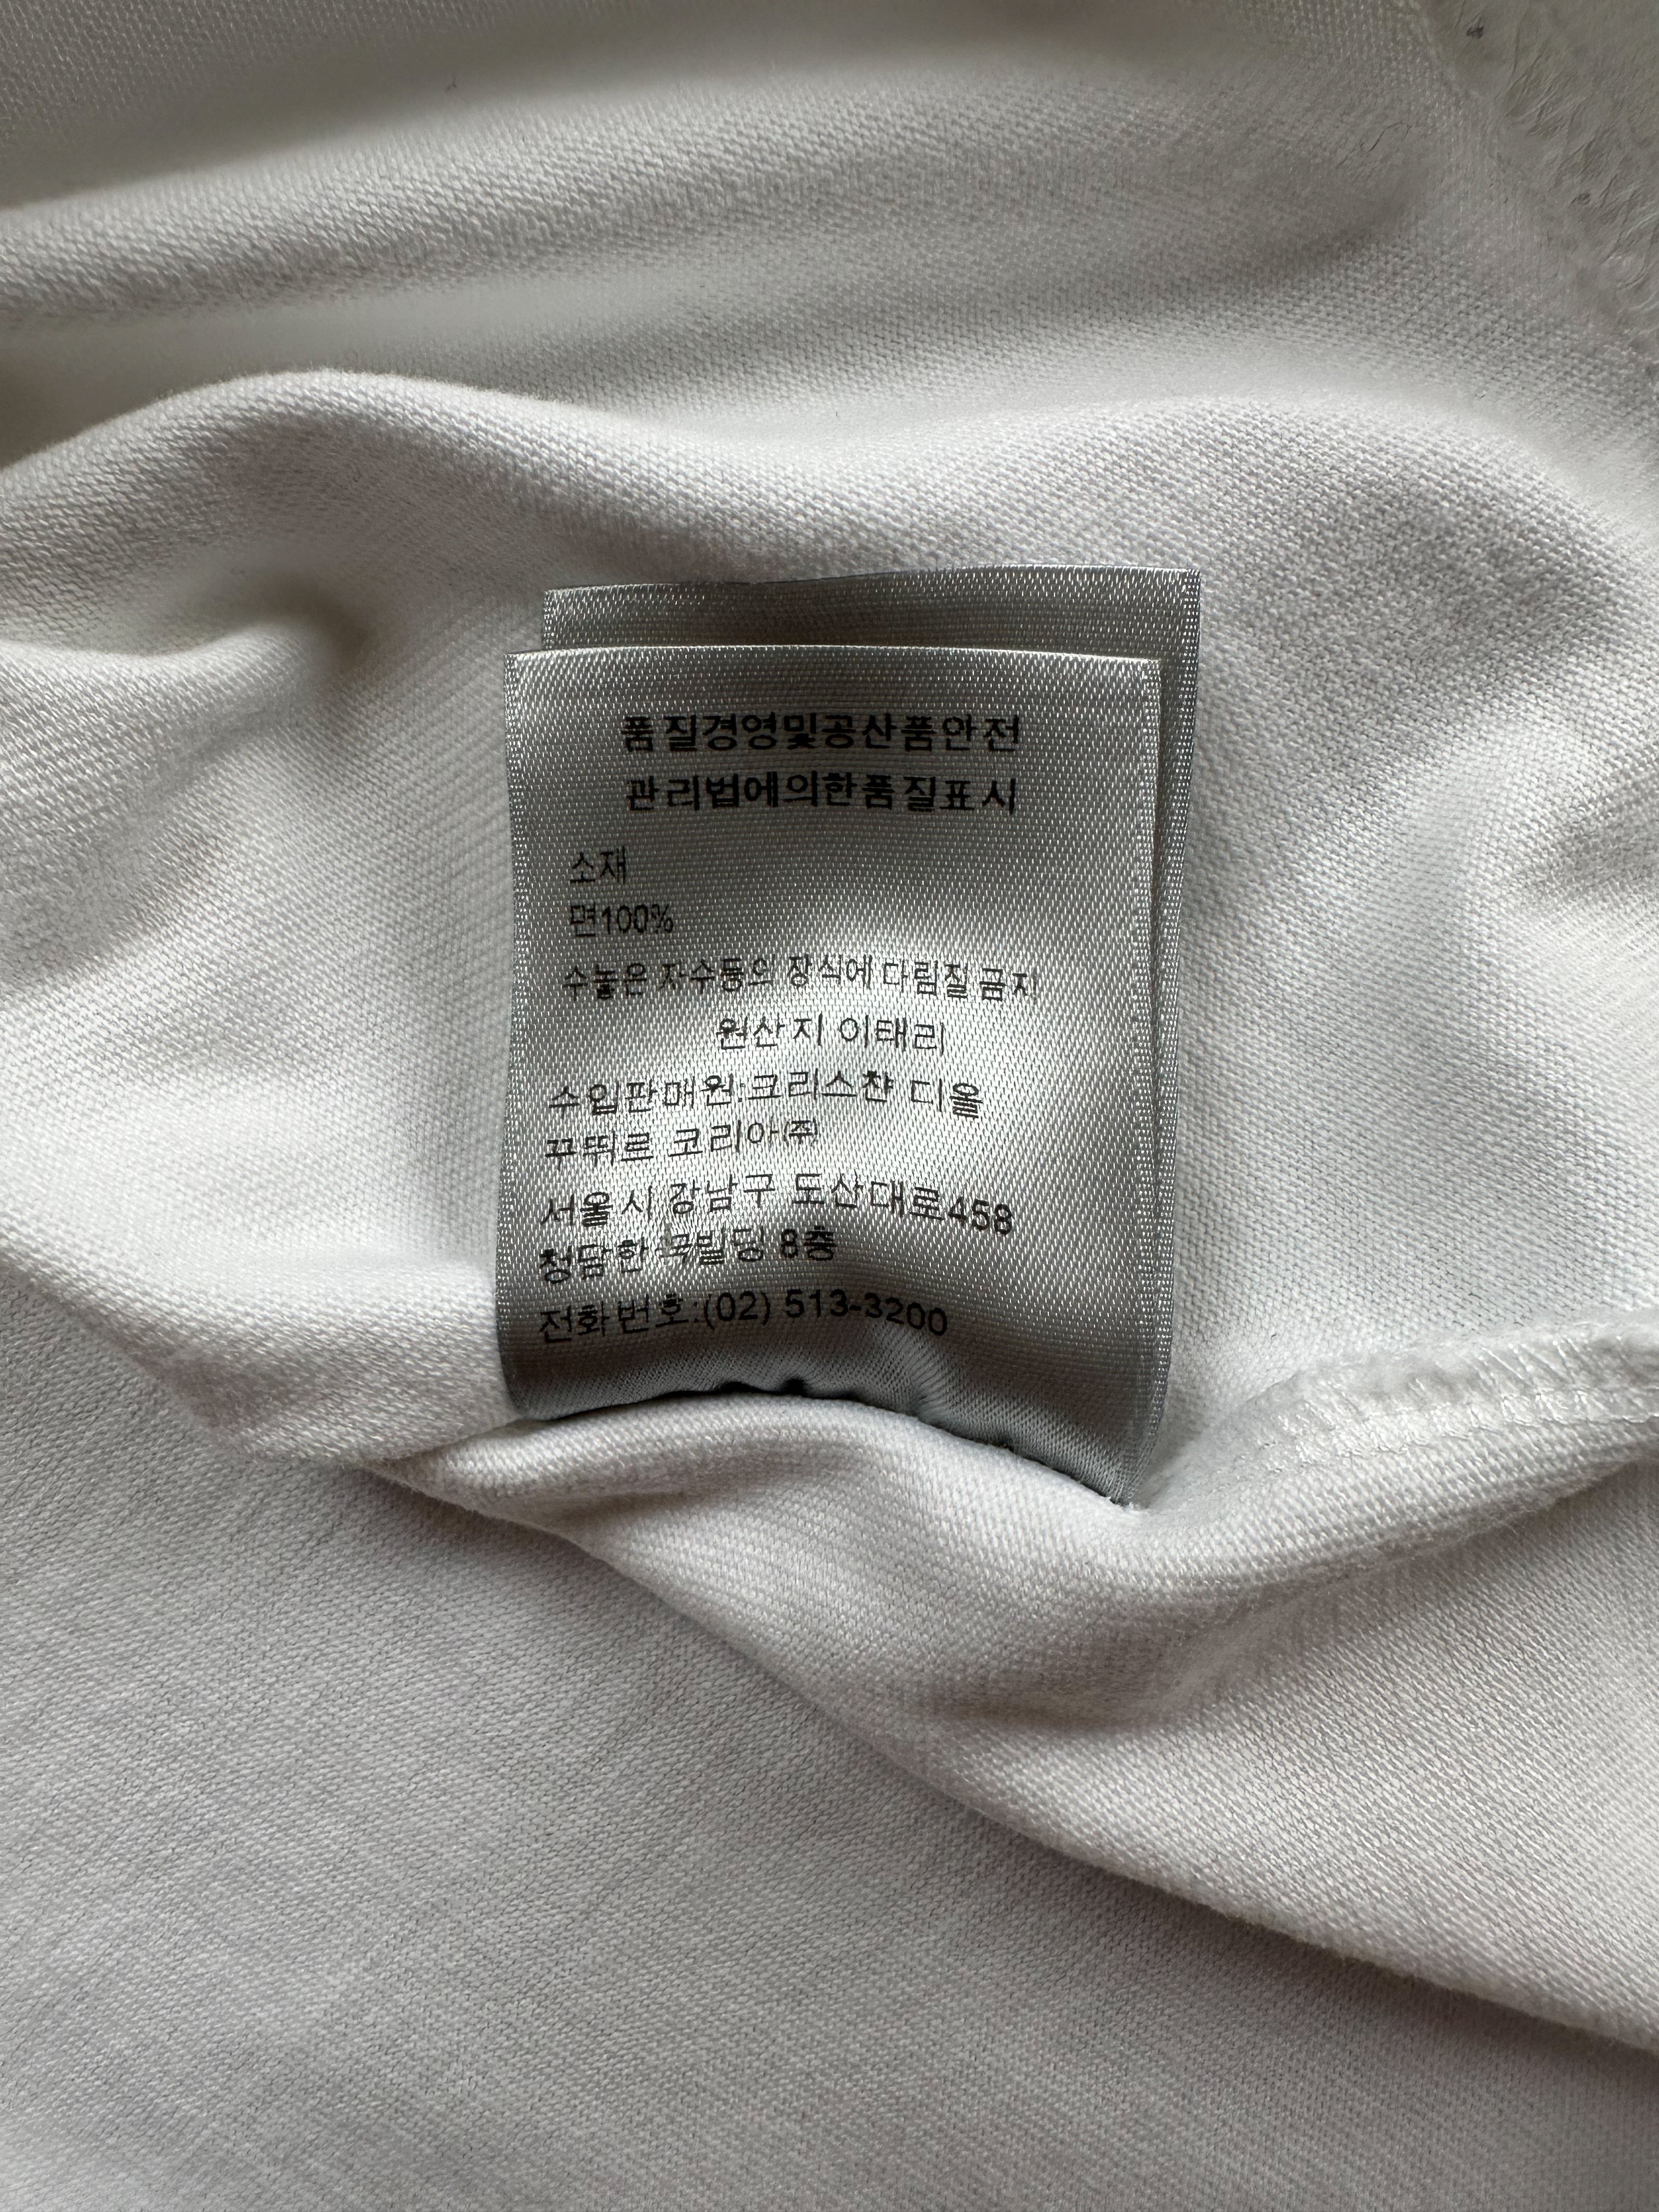 품질경영및공산품안전
관리법에의한품질표시
소재
면100%
수놓은 자수등의 장식에 다림질 금지
원산지 이태리
수입판매원:크리스챤 디올
꾸뛰르 코리아㈜
서울시 강남구 도산대로458
청담한국빌딩 8층
전화번호:(02) 513-3200